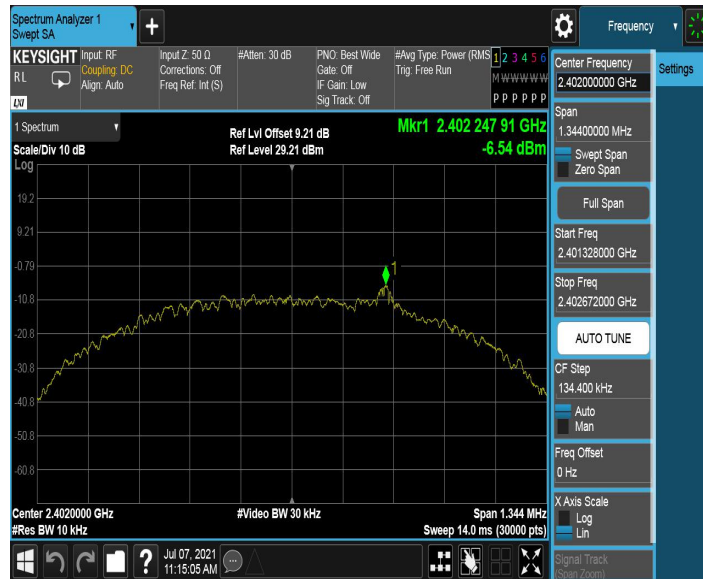 Spectrum Analyzer 1
Swept SA
+
Frequency
KEYSIGHT
RL
LXI
Input: RF
Coupling: DC
Align: Auto
Input Z: 50 Ω
Corrections: Off
Freq Ref: Int (S)
#Atten: 30 dB
PNO: Best Wide
Gate: Off
IF Gain: Low
Sig Track: Off
#Avg Type: Power (RMS
Trig: Free Run
1 2 3 4 5 6
M W W W W W
P P P P P P
Center Frequency
2.402000000 GHz
Settings
Span
1.34400000 MHz
Swept Span
Zero Span
Full Span
Start Freq
2.401328000 GHz
Stop Freq
2.402672000 GHz
AUTO TUNE
CF Step
134.400 kHz
Auto
Man
Freq Offset
0 Hz
X Axis Scale
Log
Lin
Signal Track
(Span Zoom)
1 Spectrum
Scale/Div 10 dB
Log
Ref Lvl Offset 9.21 dB
Ref Level 29.21 dBm
Mkr1 2.402 247 91 GHz
-6.54 dBm
19.2
9.21
-0.79
-10.8
-20.8
-30.8
-40.8
-50.8
-60.8
1
Center 2.4020000 GHz
#Res BW 10 kHz
#Video BW 30 kHz
Span 1.344 MHz
Sweep 14.0 ms (30000 pts)
?
Jul 07, 2021
11:15:05 AM